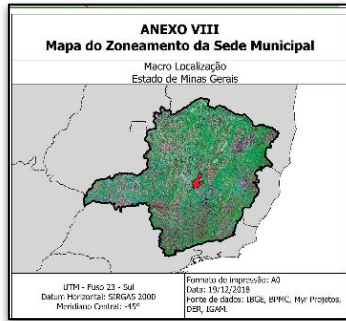 ANEXO VIII
Mapa do Zoneamento da Sede Municipal
Macro Localização
Estado de Minas Gerais
UTM - Fuso 23 - Sul
Datum Horizontal: SIRGAS 2000
Meridiano Central: -45º
Formato de impressão: A0
Data: 19/12/2018
Fonte de dados: IBGE, BPMC, Myr Projetos,
DER, IGAM.